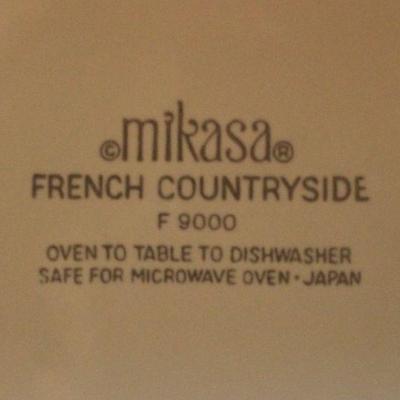 ©mikasa®
FRENCH COUNTRYSIDE
F 9000
OVEN TO TABLE TO DISHWASHER
SAFE FOR MICROWAVE OVEN • JAPAN